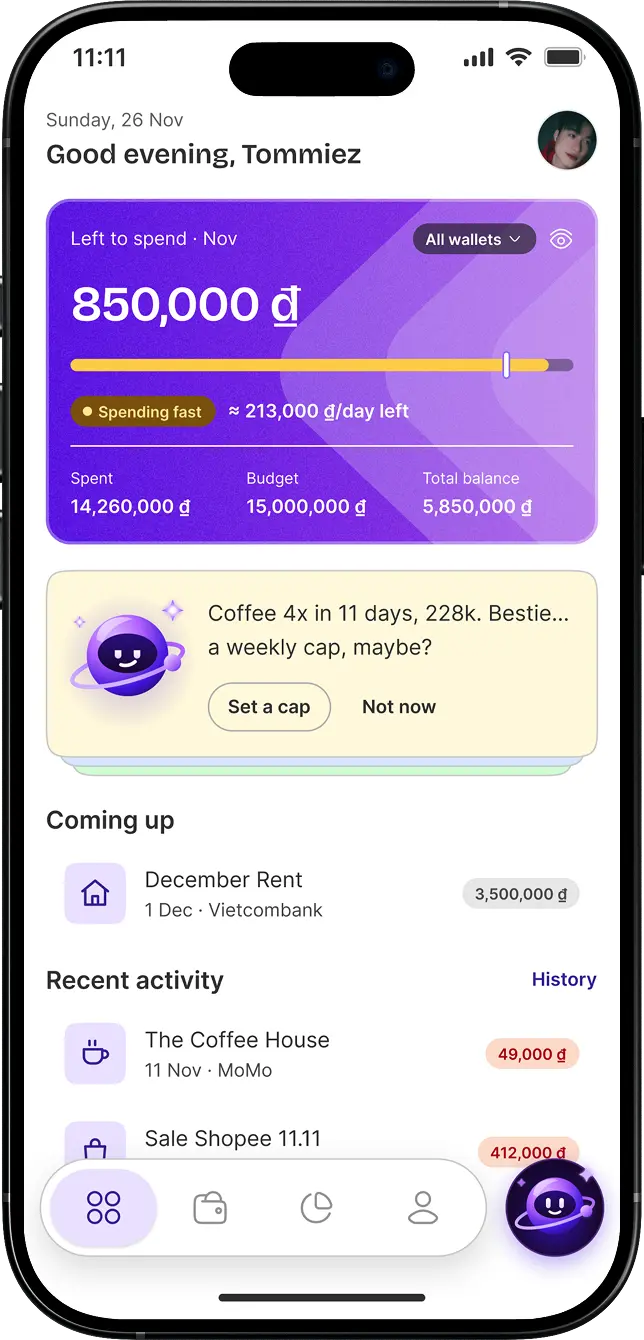 11:11
Sunday, 26 Nov
Good evening, Tommiez
Left to spend · Nov
All wallets
850,000 ₫
Spending fast
≈ 213,000 ₫/day left
Spent
Budget
Total balance
14,260,000 ₫
15,000,000 ₫
5,850,000 ₫
Coffee 4x in 11 days, 228k. Bestie...
a weekly cap, maybe?
Set a cap
Not now
Coming up
December Rent
1 Dec · Vietcombank
3,500,000 ₫
Recent activity
History
The Coffee House
11 Nov · MoMo
49,000 ₫
Sale Shopee 11.11
412,000 ₫